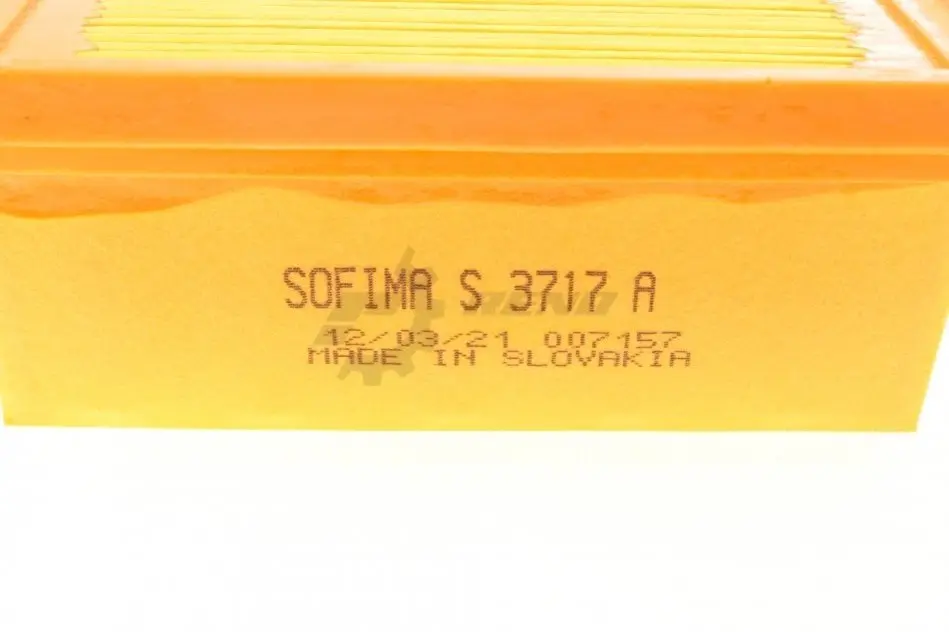 SOFIMA S 3717 A
12/03/21 007157
MADE IN SLOVAKIA